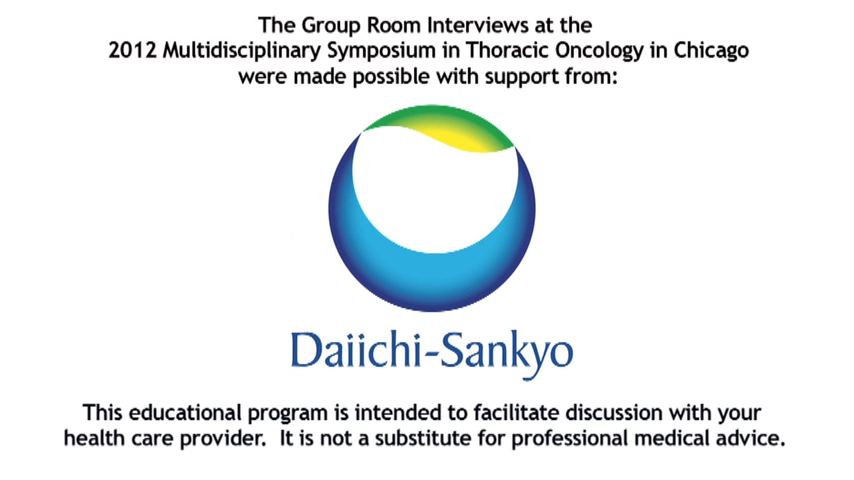 The Group Room Interviews at the
2012 Multidisciplinary Symposium in Thoracic Oncology in Chicago
were made possible with support from:
Daiichi-Sankyo
This educational program is intended to facilitate discussion with your
health care provider.  It is not a substitute for professional medical advice.